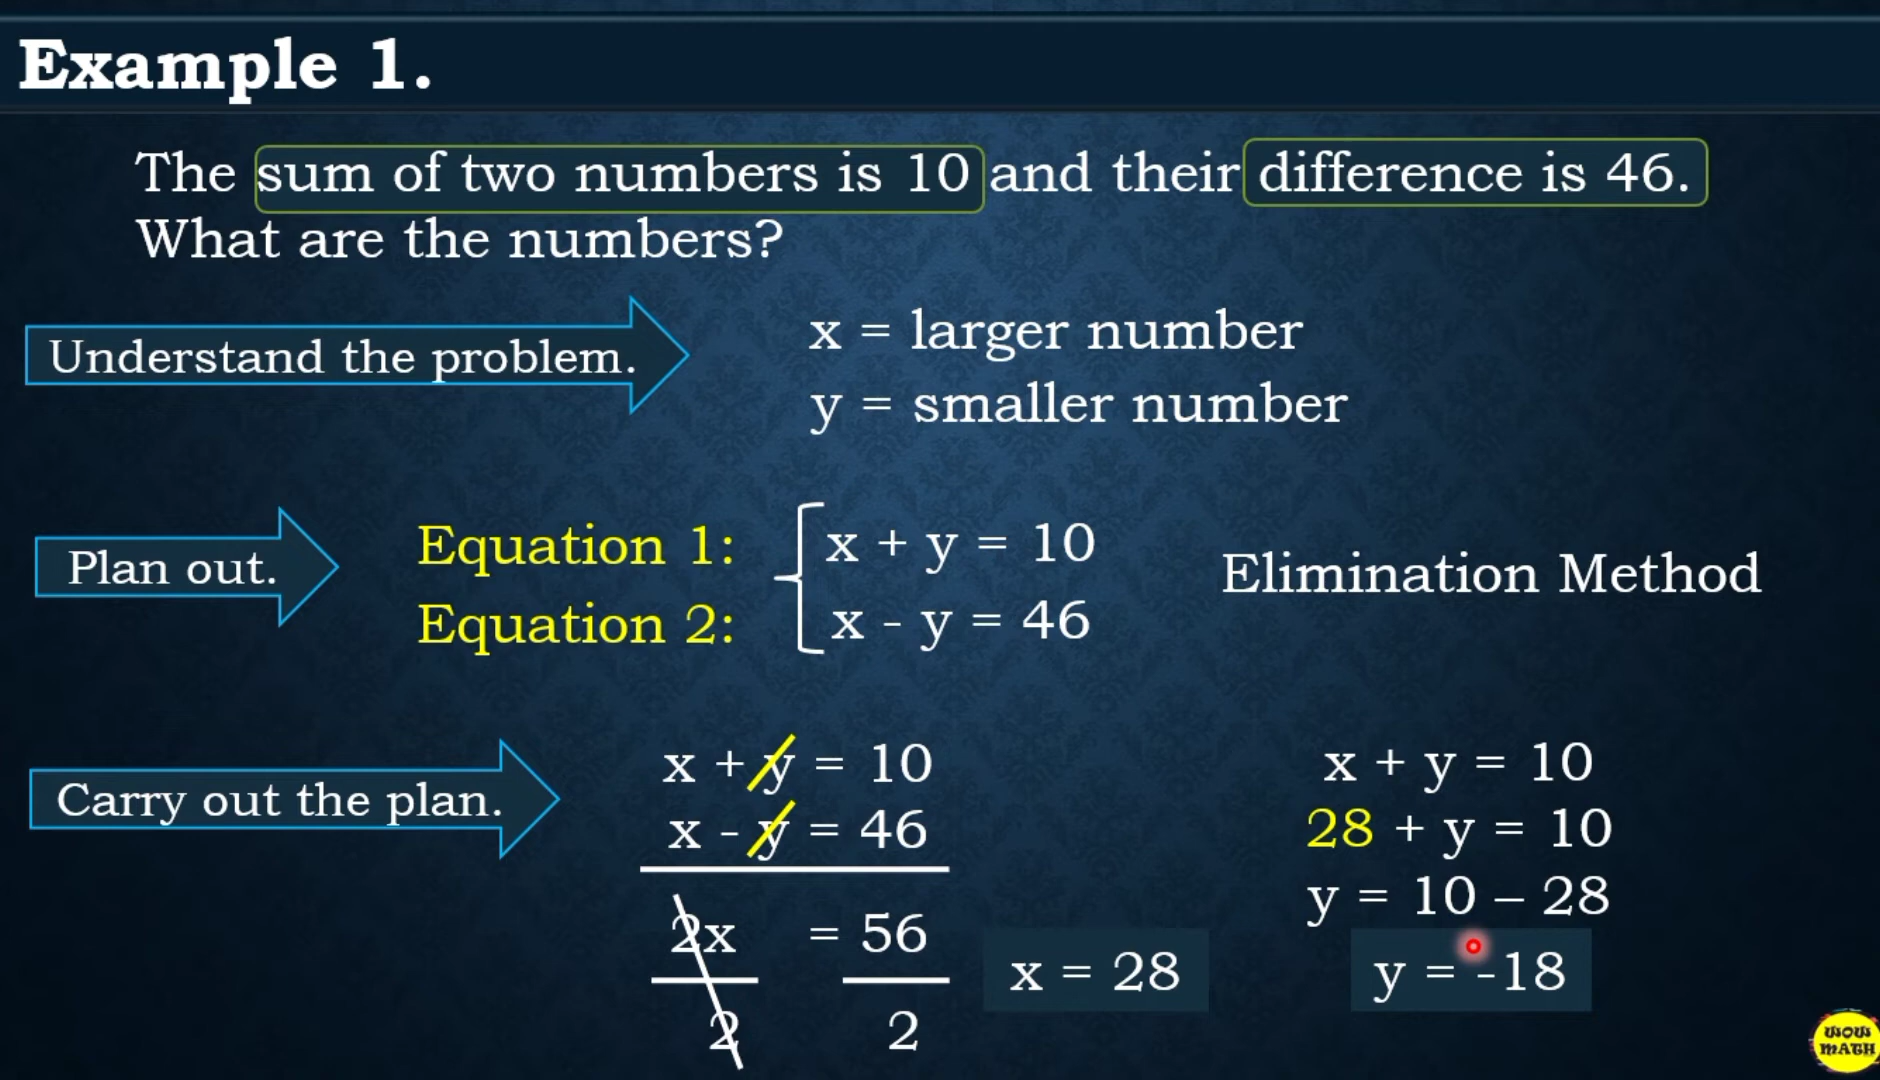 Example 1.
The sum of two numbers is 10 and their difference is 46.
What are the numbers?
Understand the problem.
x = larger number
y = smaller number
Plan out.
Equation 1: x + y = 10
Equation 2: x - y = 46
Elimination Method
Carry out the plan.
x + y = 10
x - y = 46
2x = 56
2 2
x = 28
x + y = 10
28 + y = 10
y = 10 – 28
y = -18
WOW
MATH